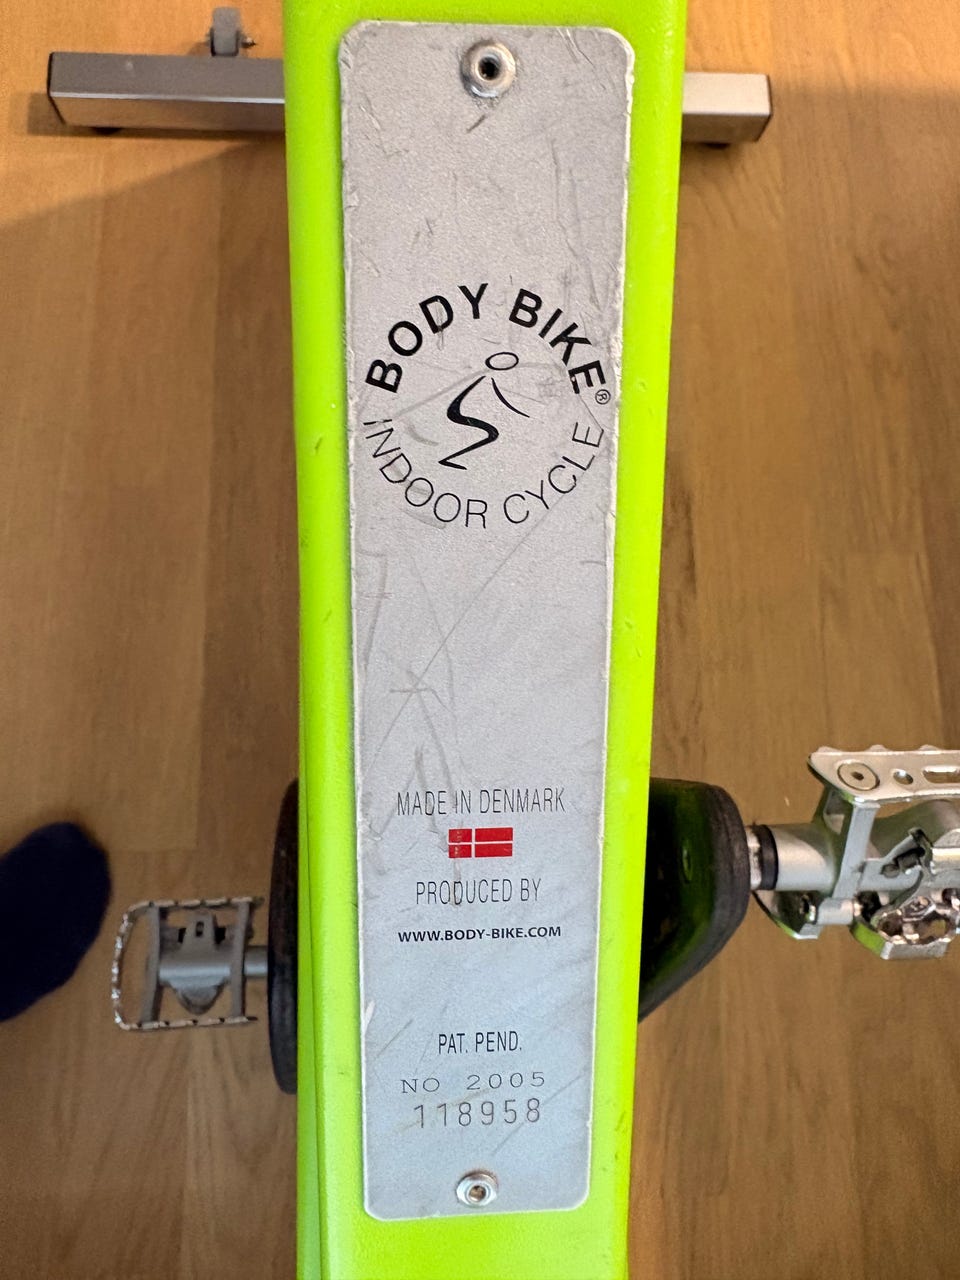 BODY BIKE®
INDOOR CYCLE
MADE IN DENMARK
PRODUCED BY
WWW.BODY-BIKE.COM
PAT. PEND.
NO 2005
118958